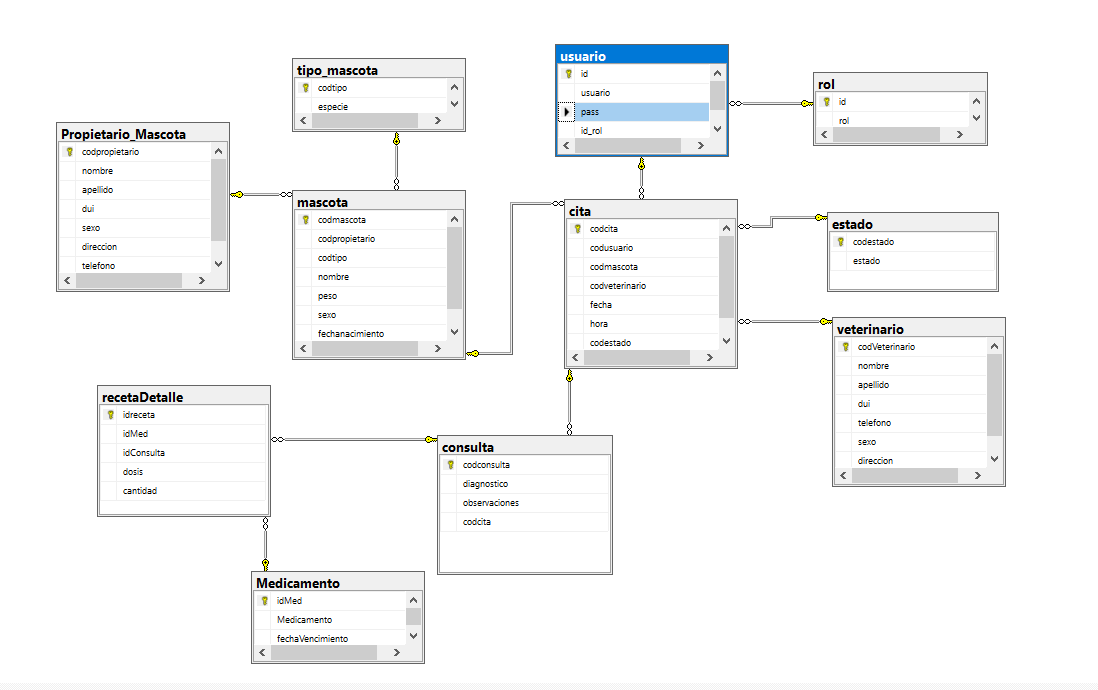 usuario
id
usuario
pass
id_rol
tipo_mascota
codtipo
especie
rol
id
rol
Propietario_Mascota
codpropietario
nombre
apellido
dui
sexo
direccion
telefono
mascota
codmascota
codpropietario
codtipo
nombre
peso
sexo
fechanacimiento
cita
codcita
codusuario
codmascota
codveterinario
fecha
hora
codestado
estado
codestado
estado
veterinario
codVeterinario
nombre
apellido
dui
telefono
sexo
direccion
recetaDetalle
idreceta
idMed
idConsulta
dosis
cantidad
consulta
codconsulta
diagnostico
observaciones
codcita
Medicamento
idMed
Medicamento
fechaVencimiento